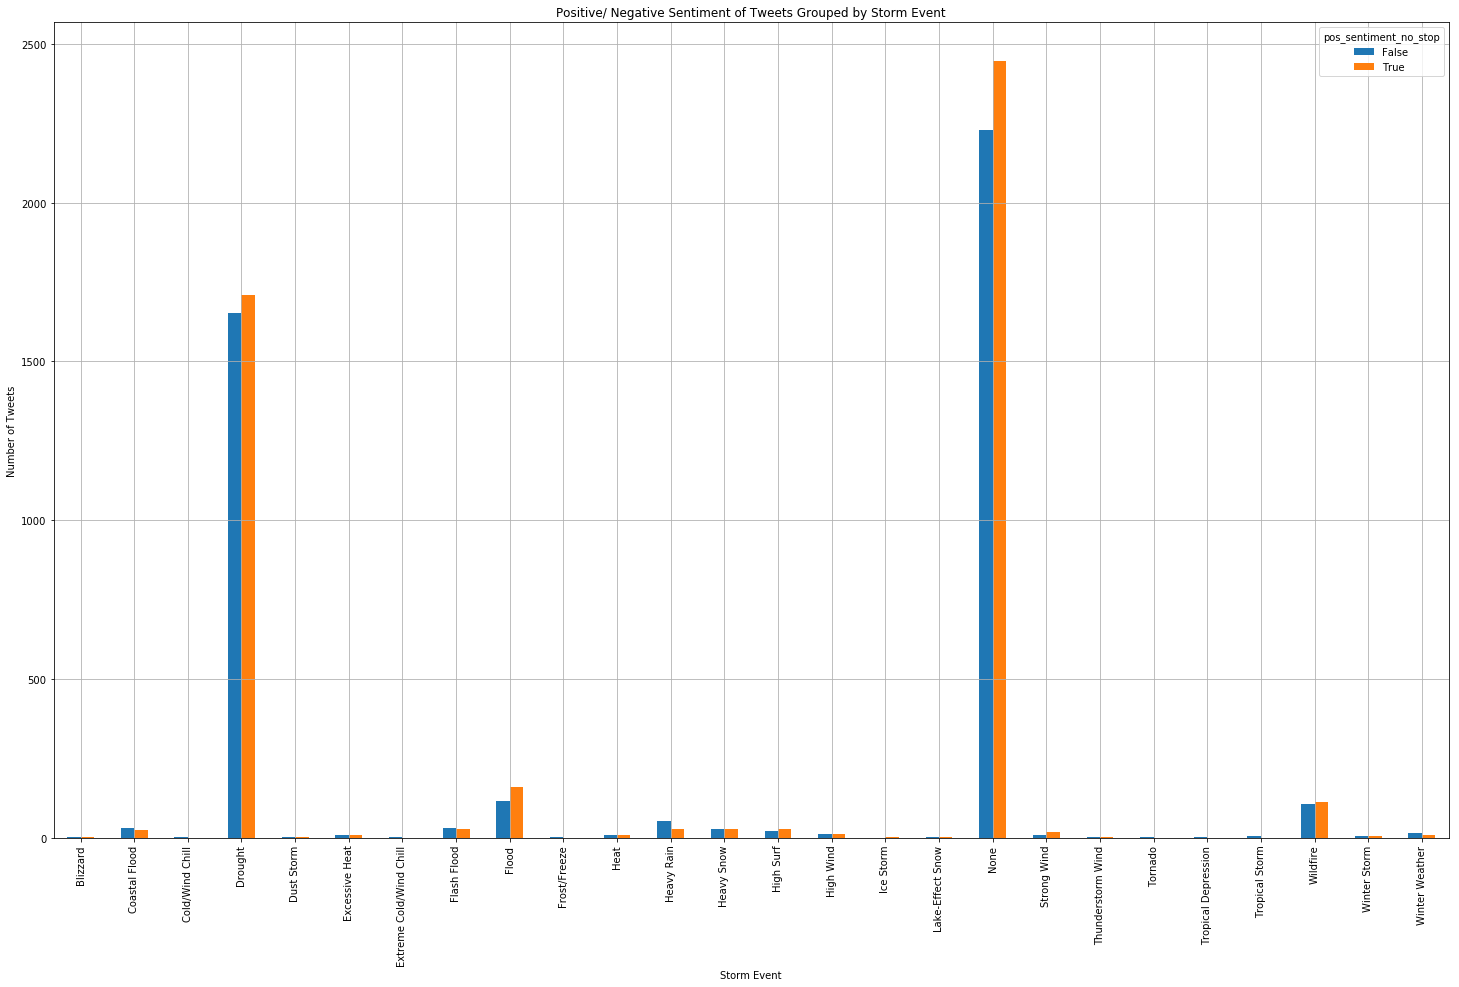 Positive/ Negative Sentiment of Tweets Grouped by Storm Event
pos_sentiment_no_stop
False
True
Number of Tweets
2500
2000
1500
1000
500
0
Blizzard
Coastal Flood
Cold/Wind Chill
Drought
Dust Storm
Excessive Heat
Extreme Cold/Wind Chill
Flash Flood
Flood
Frost/Freeze
Heat
Heavy Rain
Heavy Snow
High Surf
High Wind
Ice Storm
Lake-Effect Snow
None
Strong Wind
Thunderstorm Wind
Tornado
Tropical Depression
Tropical Storm
Wildfire
Winter Storm
Winter Weather
Storm Event